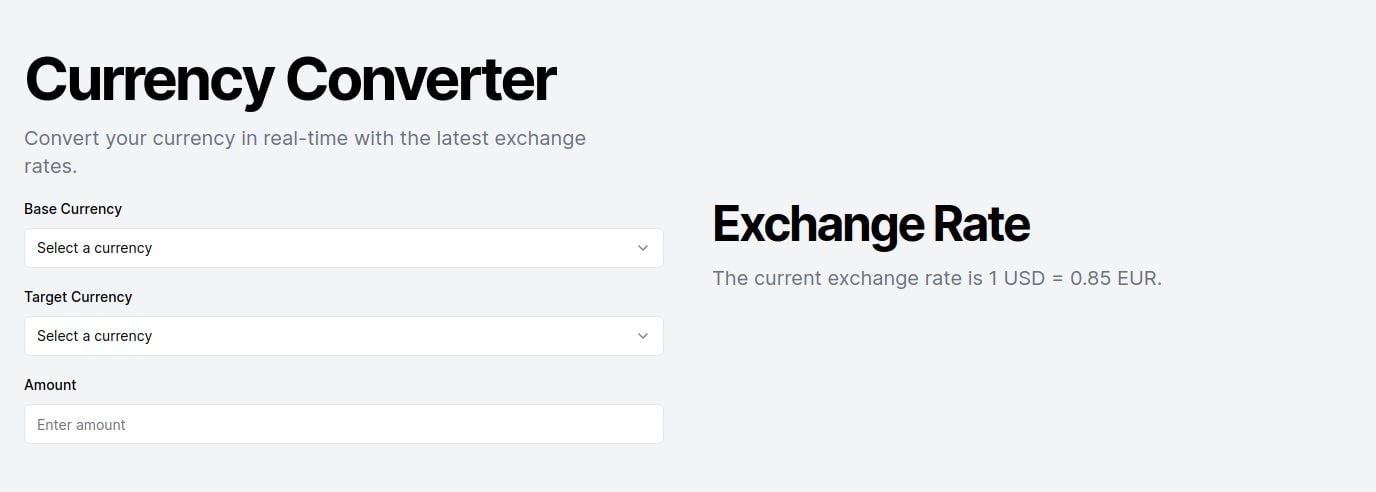 Currency Converter
Convert your currency in real-time with the latest exchange
rates.
Base Currency
Select a currency
Target Currency
Select a currency
Amount
Enter amount
Exchange Rate
The current exchange rate is 1 USD = 0.85 EUR.